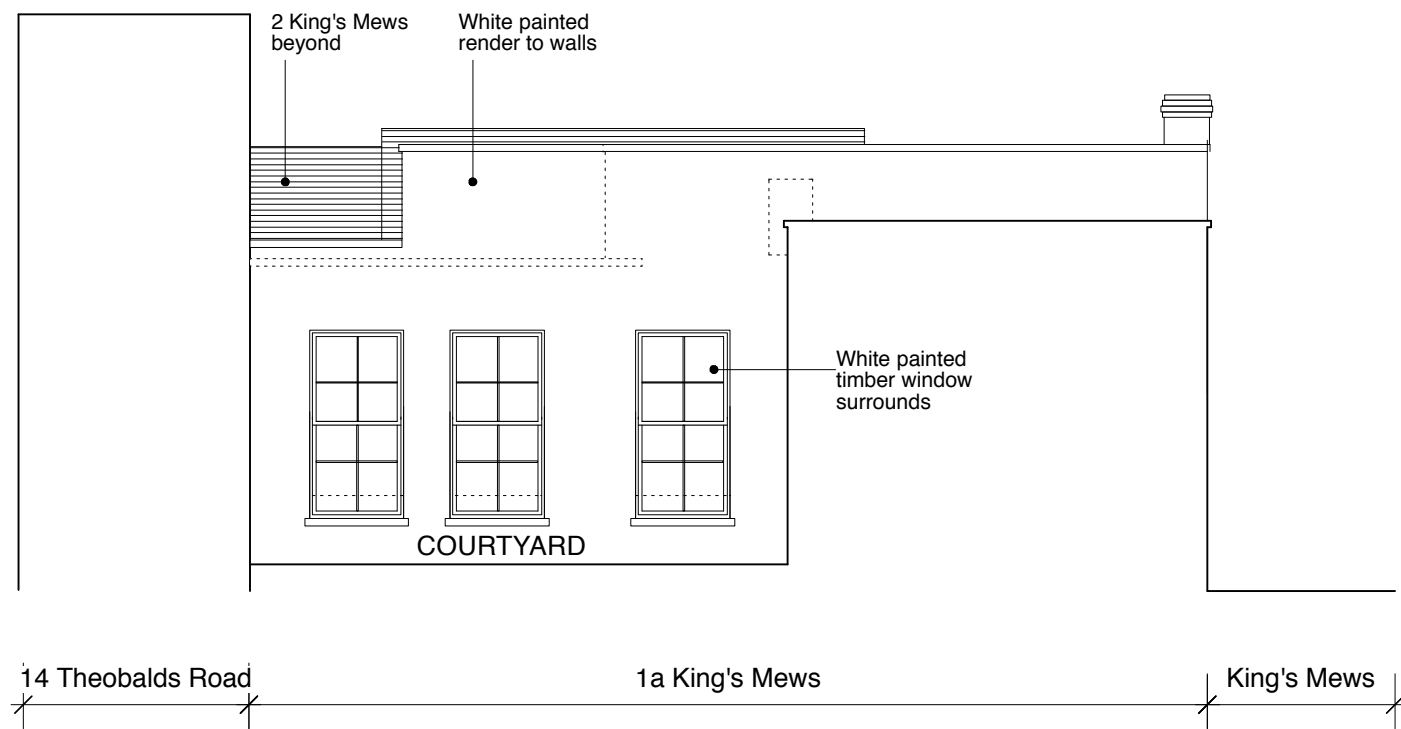 2 King's Mews
beyond
White painted
render to walls
White painted
timber window
surrounds
COURTYARD
14 Theobalds Road
1a King's Mews
King's Mews